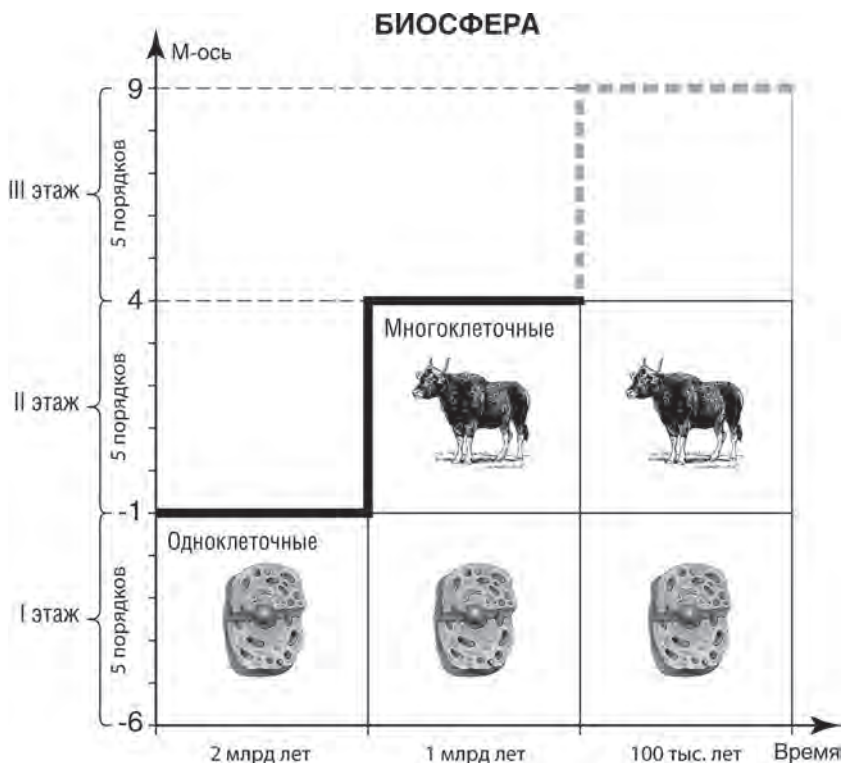 БИОСФЕРА
М-ось
9
III этаж
5 порядков
4
Многоклеточные
II этаж
5 порядков
-1
Одноклеточные
I этаж
5 порядков
-6
2 млрд лет
1 млрд лет
100 тыс. лет
Время